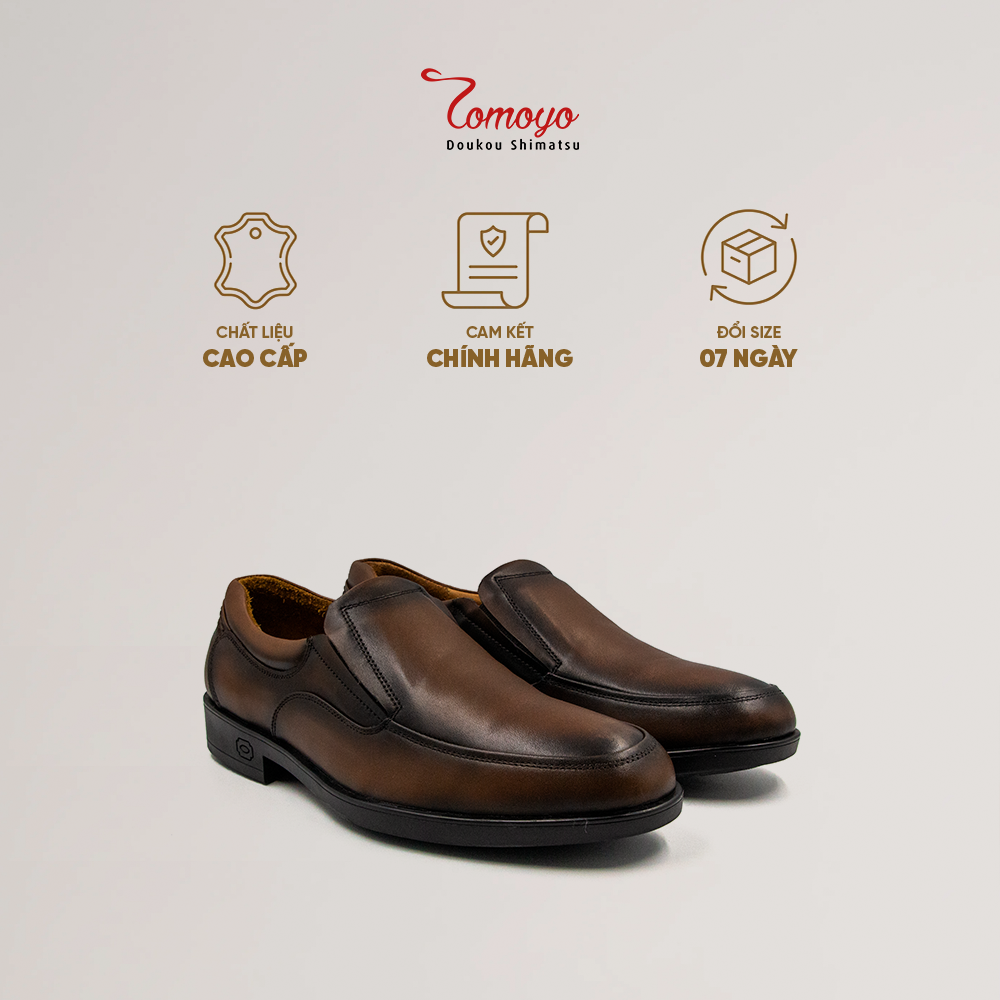 Tomoyo
Doukou Shimatsu
CHẤT LIỆU
CAO CẤP
CAM KẾT
CHÍNH HÃNG
ĐỔI SIZE
07 NGÀY